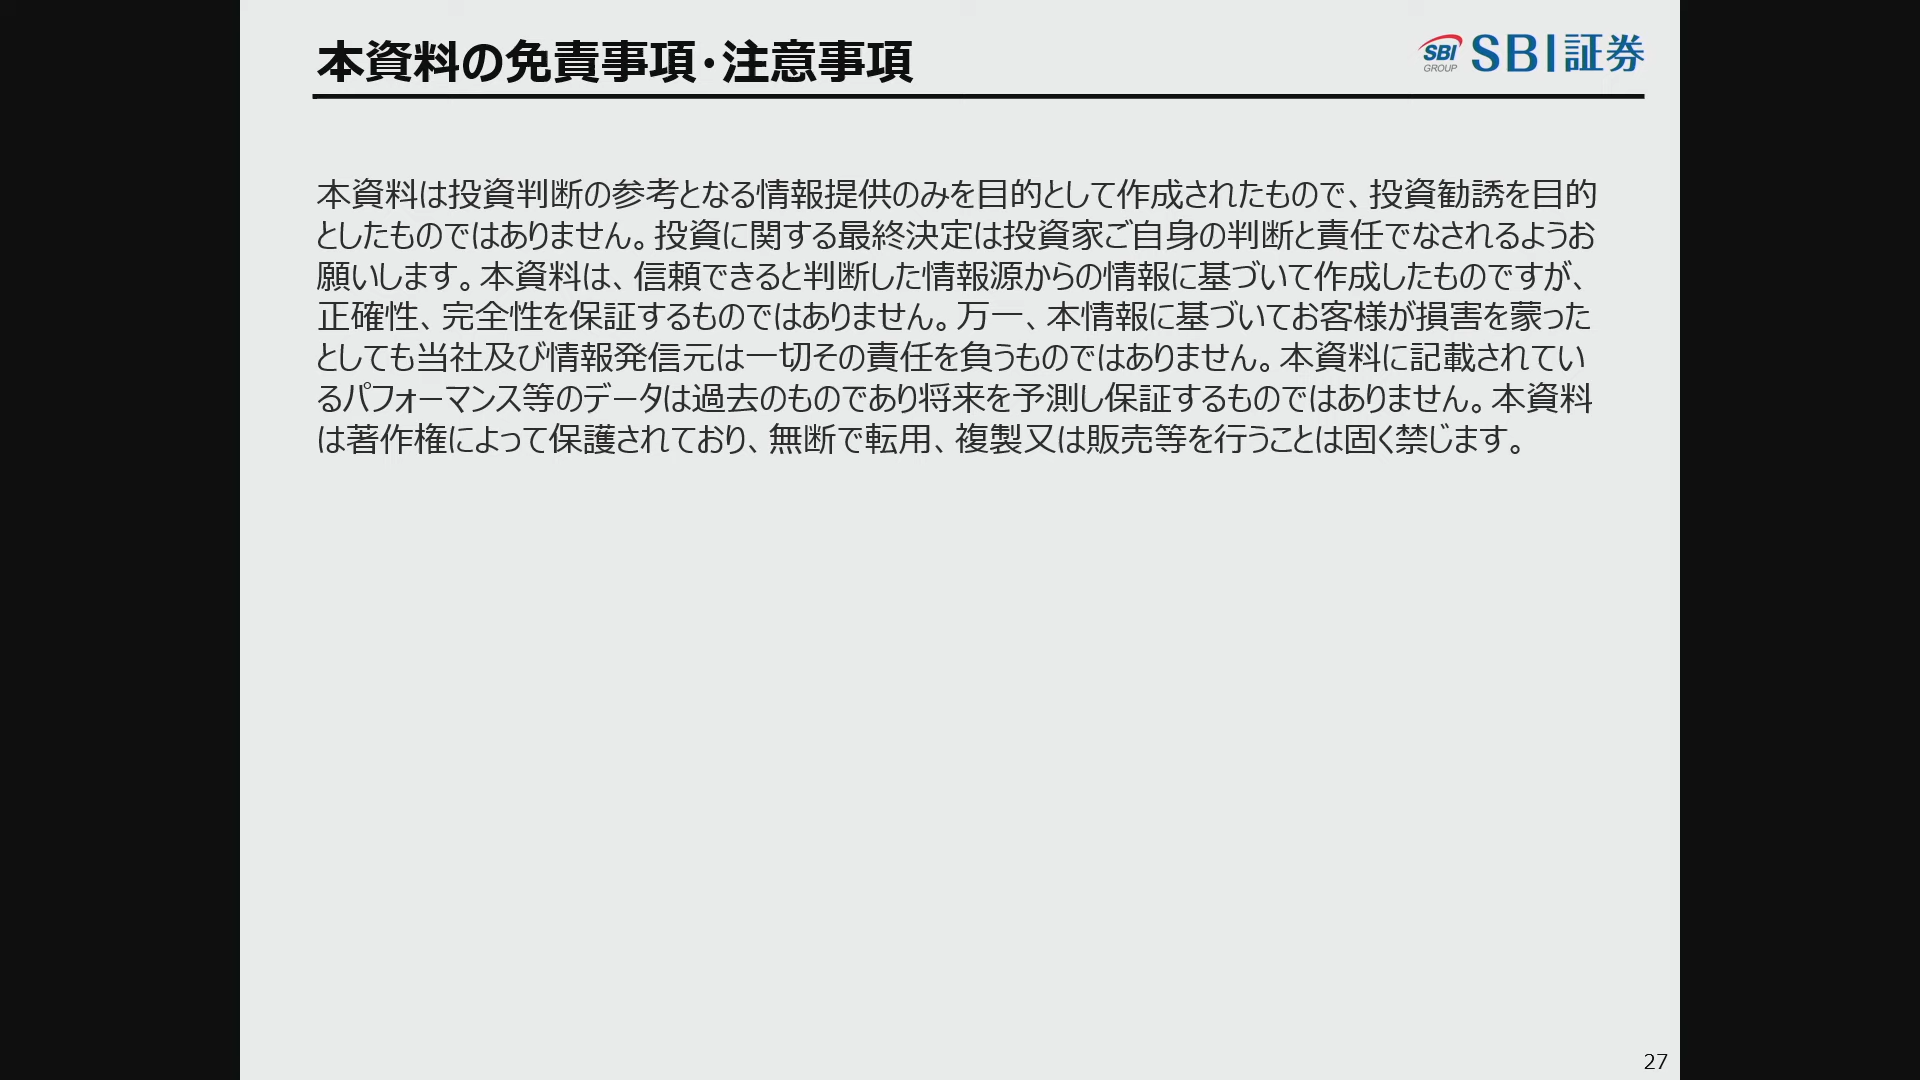 本資料の免責事項・注意事項
SBI
GROUP
SBI証券
本資料は投資判断の参考となる情報提供のみを目的として作成されたもので、投資勧誘を目的
としたものではありません。投資に関する最終決定は投資家ご自身の判断と責任でなされるようお
願いします。本資料は、信頼できると判断した情報源からの情報に基づいて作成したものですが、
正確性、完全性を保証するものではありません。万一、本情報に基づいてお客様が損害を蒙った
としても当社及び情報発信元は一切その責任を負うものではありません。本資料に記載されてい
るパフォーマンス等のデータは過去のものであり将来を予測し保証するものではありません。本資料
は著作権によって保護されており、無断で転用、複製又は販売等を行うことは固く禁じます。
27